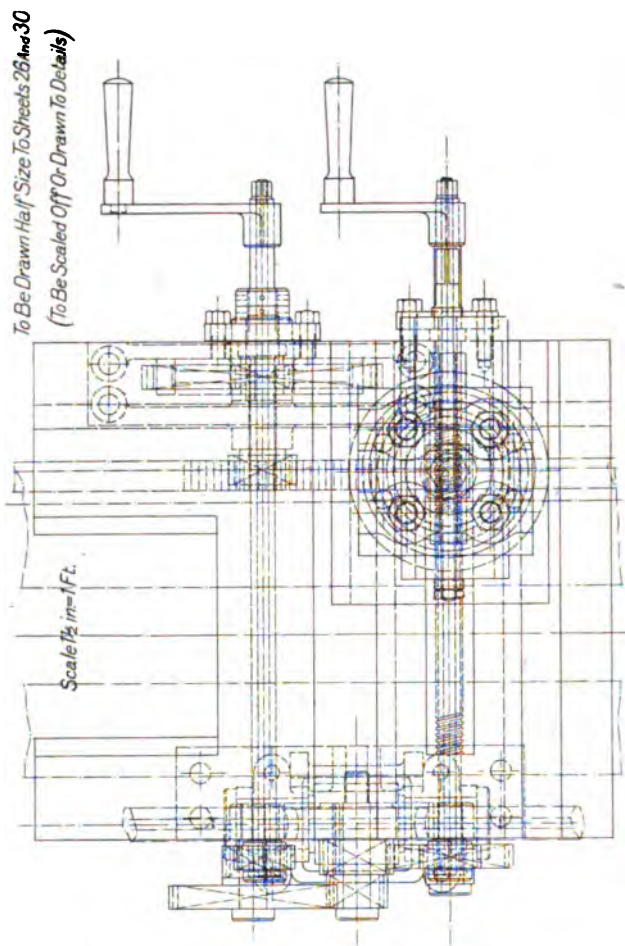 To Be Drawn Half Size To Sheets 26 And 30
(To Be Scaled Off Or Drawn To Details)
Scale 1½ in=1 Ft.